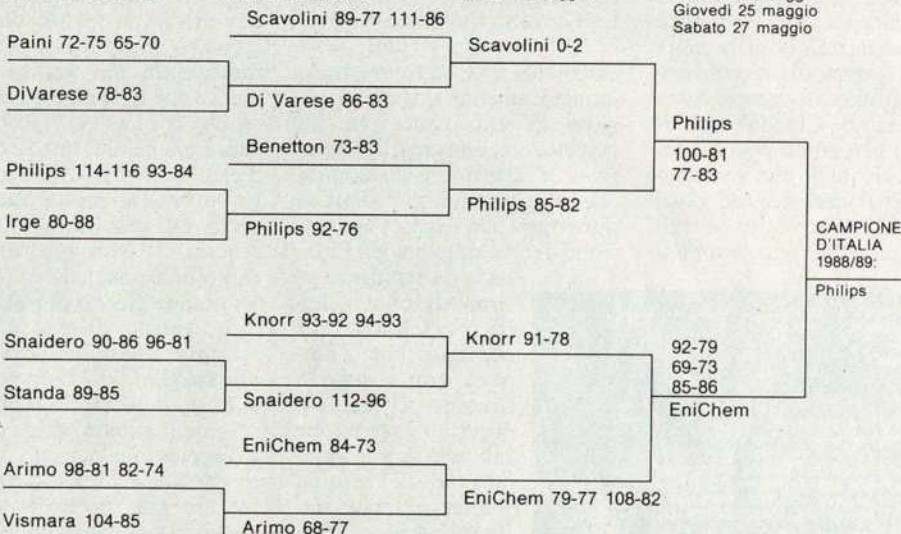 Giovedi 25 maggio
Sabato 27 maggio
Scavolini 89-77 111-86
Paini 72-75 65-70
Scavolini 0-2
DiVarese 78-83
Di Varese 86-83
Philips
100-81
77-83
Benetton 73-83
Philips 114-116 93-84
Philips 85-82
Irge 80-88
Philips 92-76
CAMPIONE
D'ITALIA
1988/89:
Philips
Knorr 93-92 94-93
Snaidero 90-86 96-81
Knorr 91-78
92-79
69-73
85-86
EniChem
Standa 89-85
Snaidero 112-96
EniChem 84-73
Arimo 98-81 82-74
EniChem 79-77 108-82
Vismara 104-85
Arimo 68-77